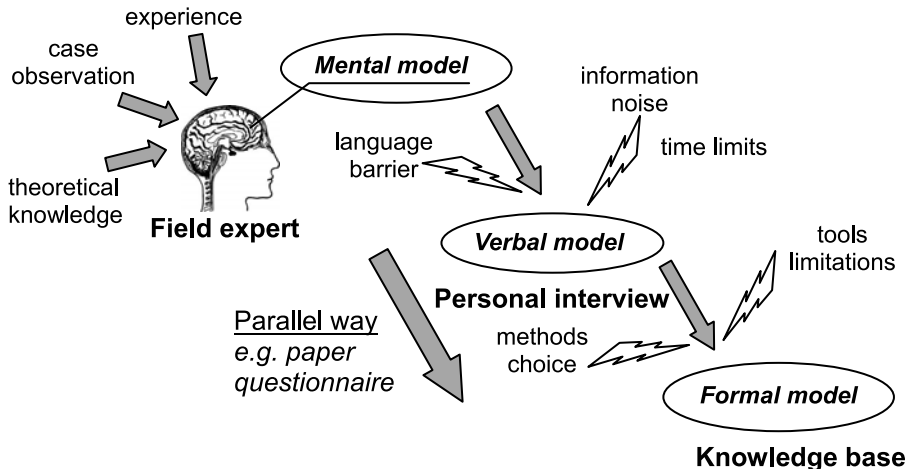 experience
case
observation
theoretical
knowledge
Field expert
Mental model
language
barrier
information
noise
time limits
Verbal model
Personal interview
Parallel way
e.g. paper
questionnaire
methods
choice
tools
limitations
Formal model
Knowledge base